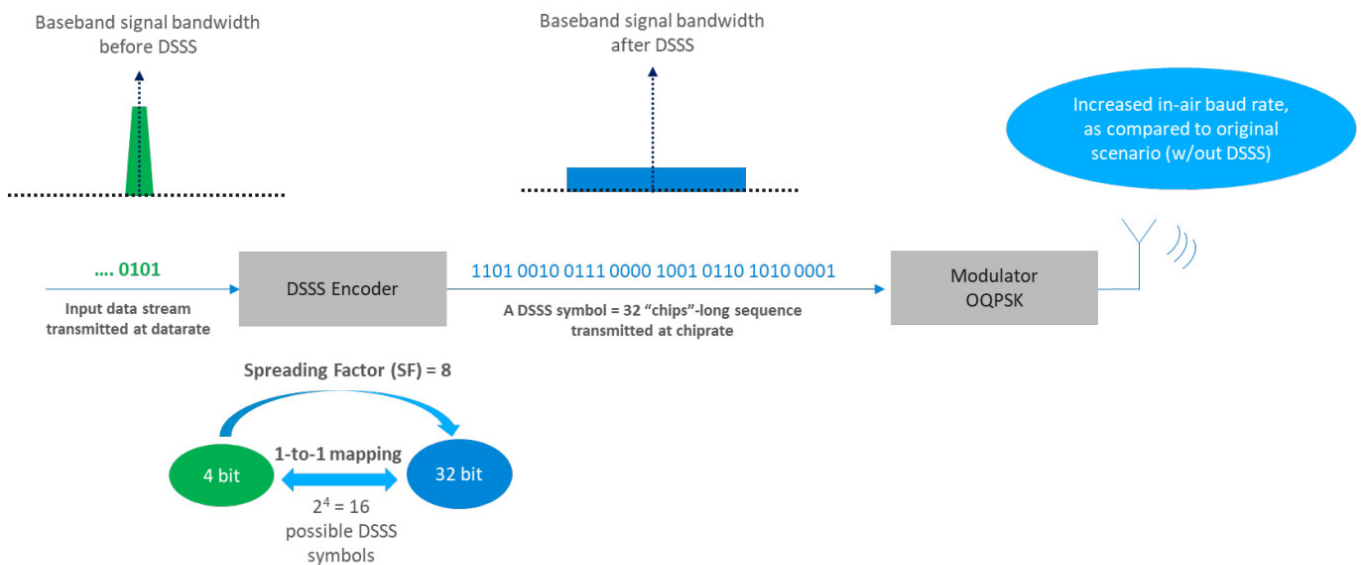 Baseband signal bandwidth
before DSSS
Baseband signal bandwidth
after DSSS
Increased in-air baud rate,
as compared to original
scenario (w/out DSSS)
.... 0101
Input data stream
transmitted at datarate
DSSS Encoder
1101 0010 0111 0000 1001 0110 1010 0001
A DSSS symbol = 32 “chips”-long sequence
transmitted at chiprate
Modulator
OQPSK
Spreading Factor (SF) = 8
4 bit
1-to-1 mapping
32 bit
2⁴ = 16
possible DSSS
symbols